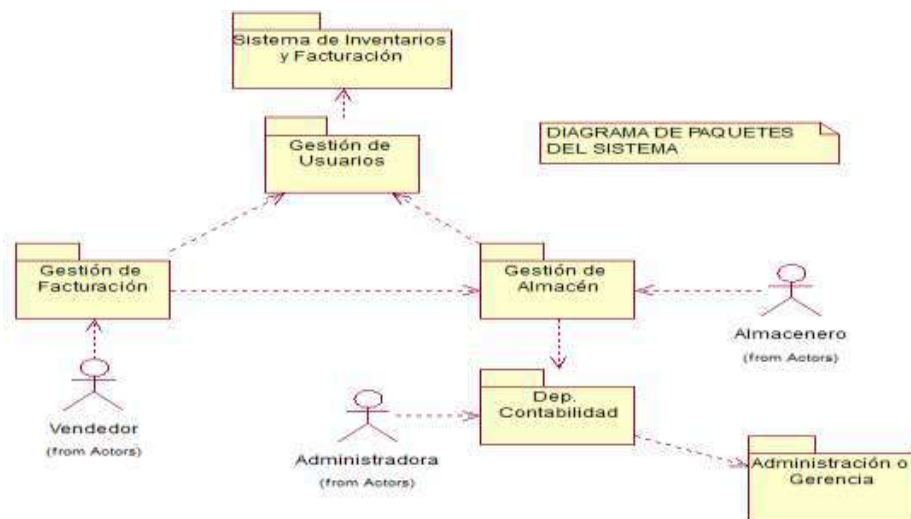 Sistema de Inventarios
y Facturación
Gestión de
Usuarios
DIAGRAMA DE PAQUETES
DEL SISTEMA
Gestión de
Facturación
Gestión de
Almacén
Almacenero
(from Actors)
Vendedor
(from Actors)
Administradora
(from Actors)
Dep.
Contabilidad
Administración o
Gerencia